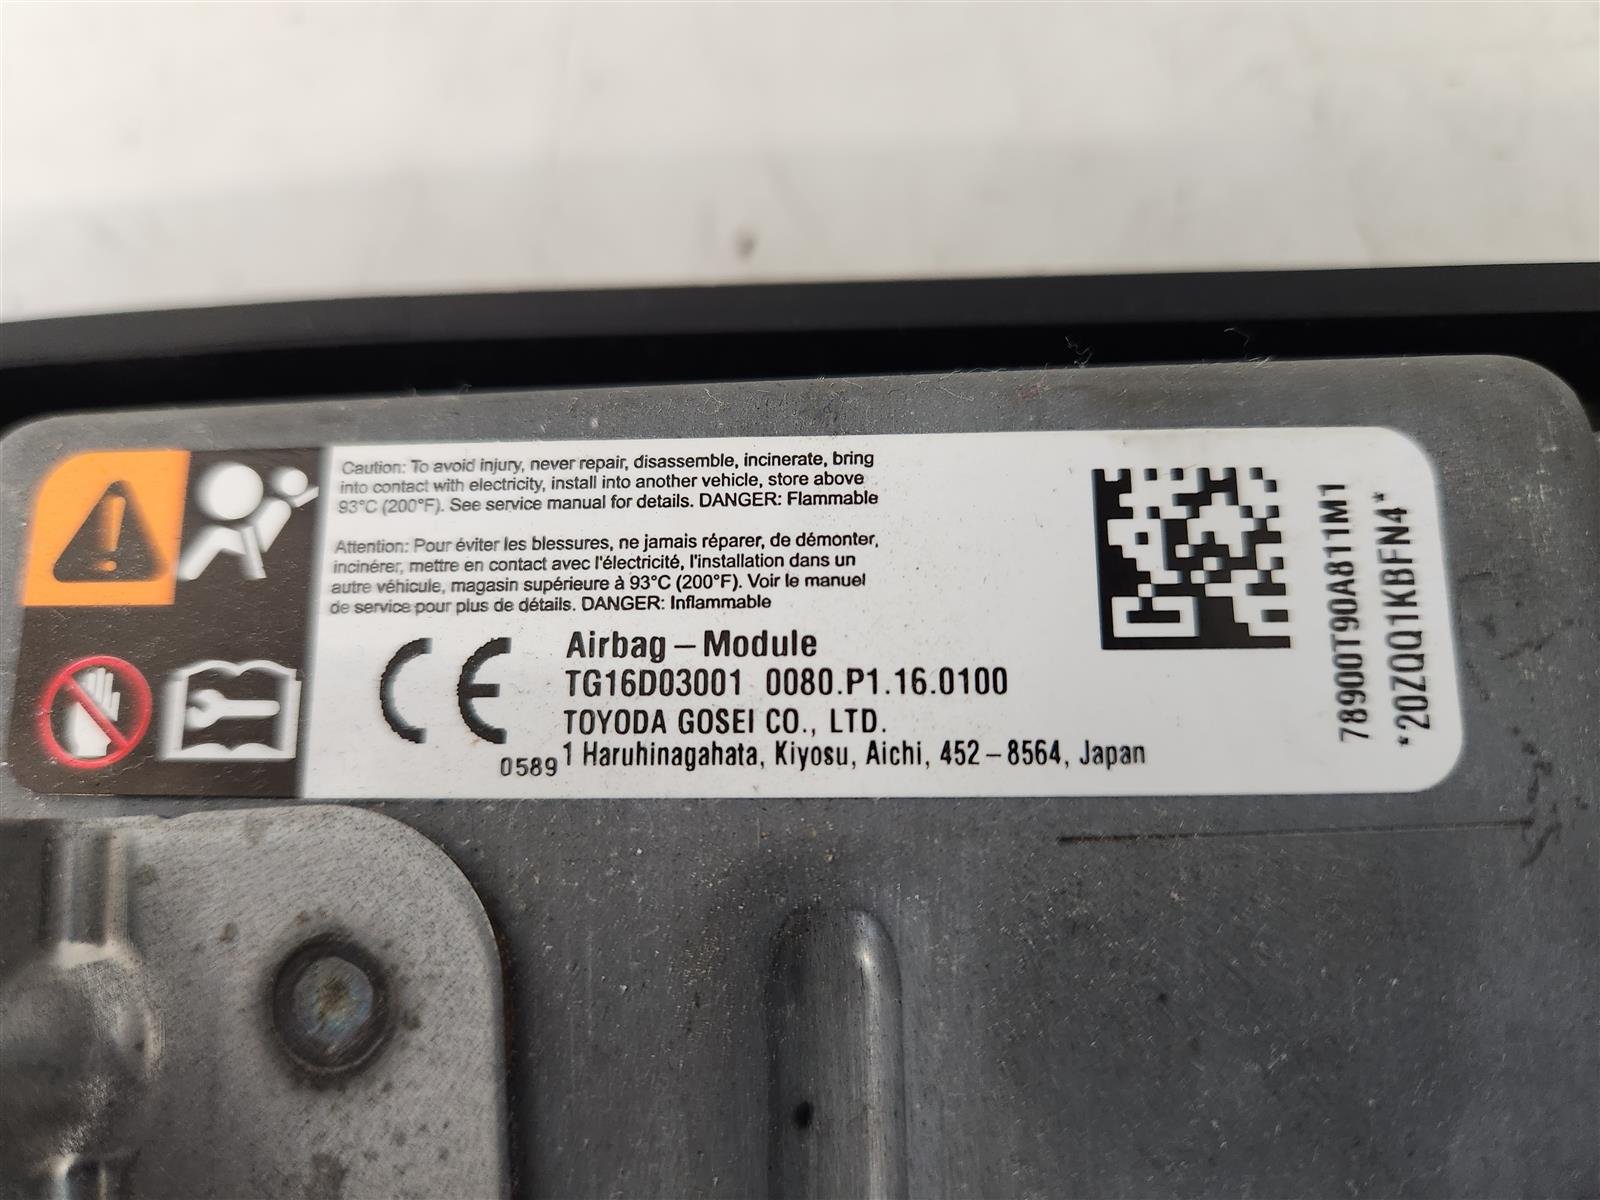 Caution: To avoid injury, never repair, disassemble, incinerate, bring
into contact with electricity, install into another vehicle, store above
93°C (200°F). See service manual for details. DANGER: Flammable
Attention: Pour éviter les blessures, ne jamais réparer, de démonter,
incinérer, mettre en contact avec l'électricité, l'installation dans un
autre véhicule, magasin supérieure à 93°C (200°F). Voir le manuel
de service pour plus de détails. DANGER: Inflammable
CE
0589
Airbag – Module
TG16D03001 0080.P1.16.0100
TOYODA GOSEI CO., LTD.
1 Haruhinagahata, Kiyosu, Aichi, 452 – 8564, Japan
78900T90A811M1
*20ZQQ1KBFN4*